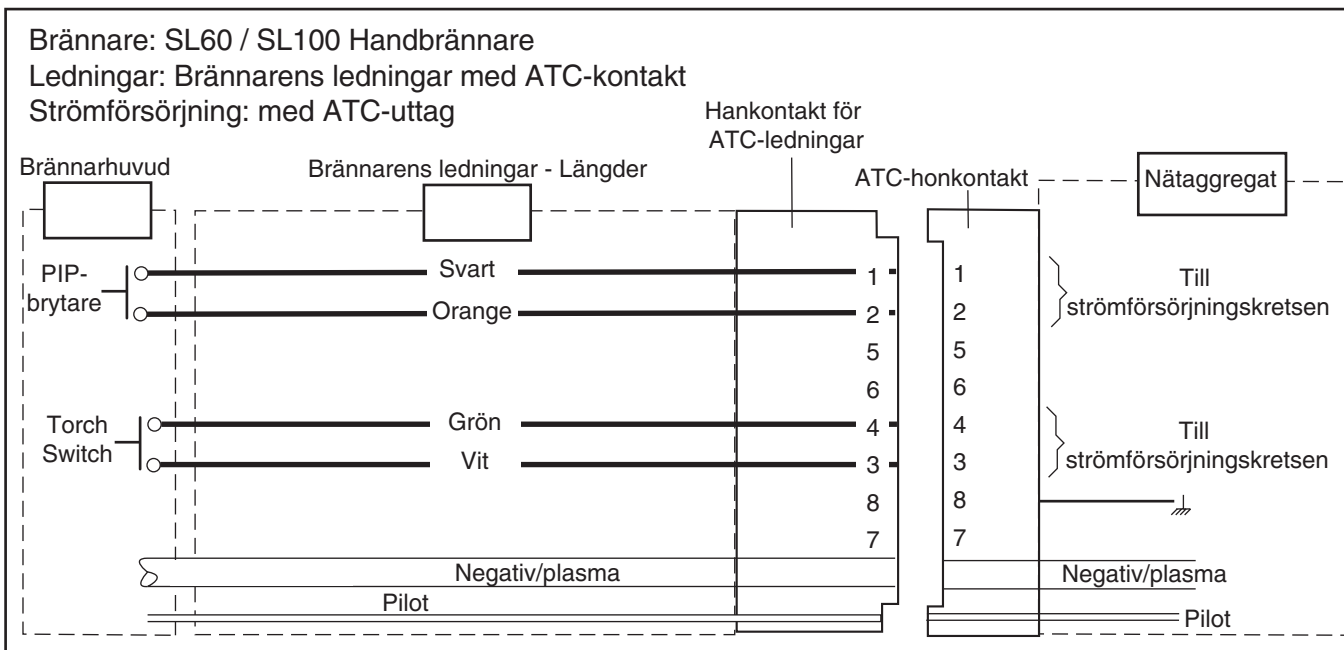 Brännare: SL60 / SL100 Handbrännare
Ledningar: Brännarens ledningar med ATC-kontakt
Strömförsörjning: med ATC-uttag
Hankontakt för
ATC-ledningar
Brännarhuvud
Brännarens ledningar - Längder
ATC-honkontakt
Nätaggregat
PIP-
brytare
Svart
Orange
1
2
5
6
4
3
8
7
1
2
5
6
4
3
8
7
Till
strömförsörjningskretsen
Torch
Switch
Grön
Vit
Till
strömförsörjningskretsen
Negativ/plasma
Negativ/plasma
Pilot
Pilot